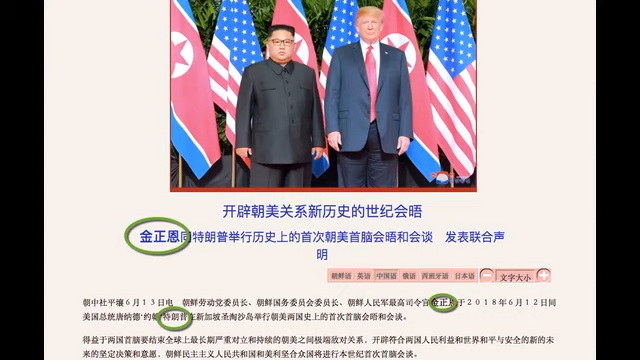 开辟朝美关系新历史的世纪会晤
金正恩同特朗普举行历史上的首次朝美首脑会晤和会谈　发表联合声
明
朝鲜语 英语 中国语 俄语 西班牙语 日本语 － 文字大小 ＋
朝中社平壤６月１３日电　朝鲜劳动党委员长、朝鲜国务委员会委员长、朝鲜人民军最高司令官金正恩于２０１８年６月１２日同
美国总统唐纳德·约翰·特朗普在新加坡圣淘沙岛举行朝美两国史上的首次首脑会晤和会谈。
得益于两国首脑要结束全球上最长期严重对立和持续的朝美之间极端敌对关系，开辟符合两国人民利益和世界和平与安全的新的未
来的坚定决策和意愿，朝鲜民主主义人民共和国和美利坚合众国将进行本世纪首次首脑会谈。